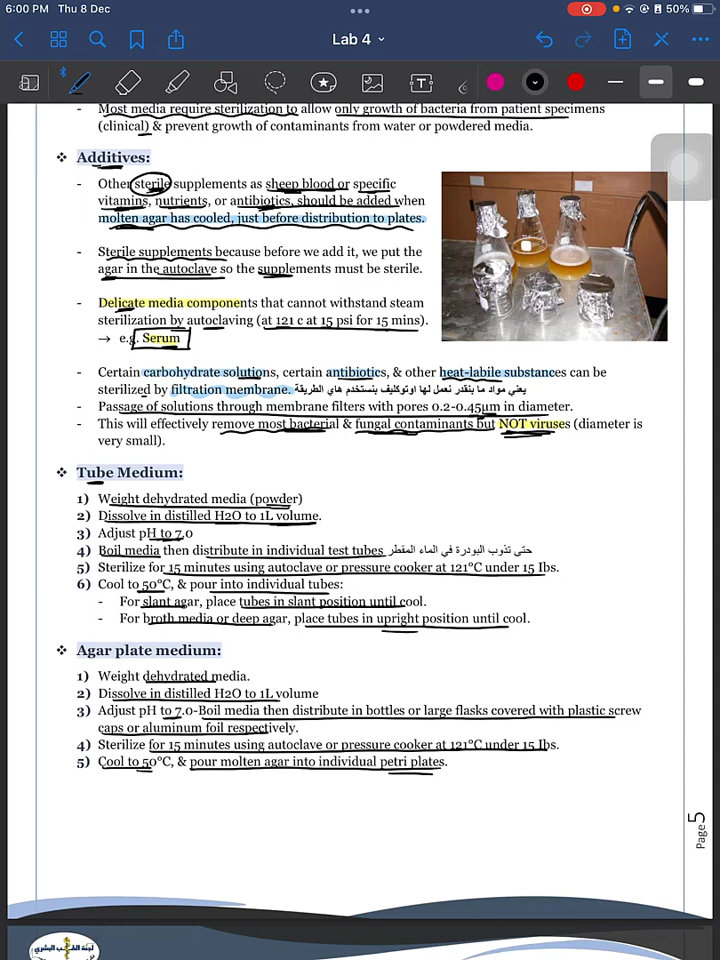 6:00 PM Thu 8 Dec
50%
Lab 4
- Most media require sterilization to allow only growth of bacteria from patient specimens
(clinical) & prevent growth of contaminants from water or powdered media.
❖ Additives:
- Other sterile supplements as sheep blood or specific
vitamins, nutrients, or antibiotics, should be added when
molten agar has cooled, just before distribution to plates.
- Sterile supplements because before we add it, we put the
agar in the autoclave so the supplements must be sterile.
- Delicate media components that cannot withstand steam
sterilization by autoclaving (at 121 c at 15 psi for 15 mins).
→ e.g. Serum
- Certain carbohydrate solutions, certain antibiotics, & other heat-labile substances can be
sterilized by filtration membrane. يعني مواد ما بنقدر نعمل لها اوتوكليف بنستخدم هاي الطريقة
- Passage of solutions through membrane filters with pores 0.2-0.45µm in diameter.
- This will effectively remove most bacterial & fungal contaminants but NOT viruses (diameter is
very small).
❖ Tube Medium:
1) Weight dehydrated media (powder)
2) Dissolve in distilled H2O to 1L volume.
3) Adjust pH to 7.0
4) Boil media then distribute in individual test tubes حتى تذوب البودرة في الماء المقطر
5) Sterilize for 15 minutes using autoclave or pressure cooker at 121°C under 15 Ibs.
6) Cool to 50°C, & pour into individual tubes:
- For slant agar, place tubes in slant position until cool.
- For broth media or deep agar, place tubes in upright position until cool.
❖ Agar plate medium:
1) Weight dehydrated media.
2) Dissolve in distilled H2O to 1L volume
3) Adjust pH to 7.0-Boil media then distribute in bottles or large flasks covered with plastic screw
caps or aluminum foil respectively.
4) Sterilize for 15 minutes using autoclave or pressure cooker at 121°C under 15 Ibs.
5) Cool to 50°C, & pour molten agar into individual petri plates.
Page 5
لجنة الطب البشري